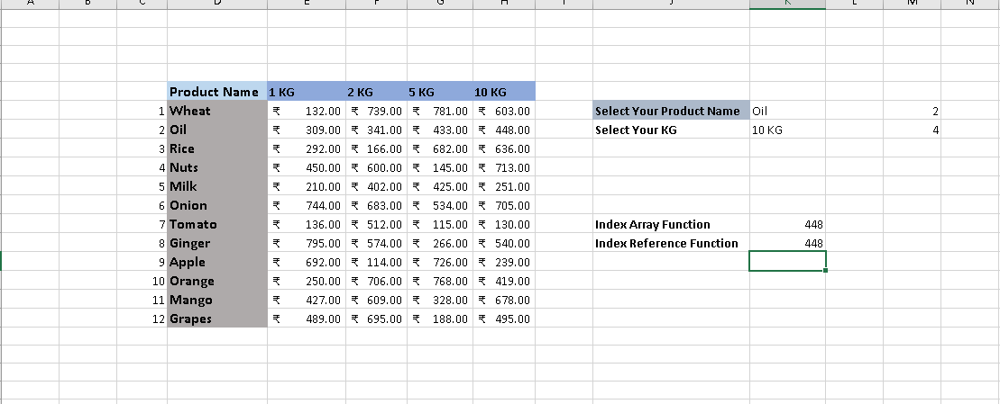 A B C D E F G H I J K L M N
Product Name 1 KG 2 KG 5 KG 10 KG
1 Wheat ₹ 132.00 ₹ 739.00 ₹ 781.00 ₹ 603.00 Select Your Product Name Oil 2
2 Oil ₹ 309.00 ₹ 341.00 ₹ 433.00 ₹ 448.00 Select Your KG 10 KG 4
3 Rice ₹ 292.00 ₹ 166.00 ₹ 682.00 ₹ 636.00
4 Nuts ₹ 450.00 ₹ 600.00 ₹ 145.00 ₹ 713.00
5 Milk ₹ 210.00 ₹ 402.00 ₹ 425.00 ₹ 251.00
6 Onion ₹ 744.00 ₹ 683.00 ₹ 534.00 ₹ 705.00
7 Tomato ₹ 136.00 ₹ 512.00 ₹ 115.00 ₹ 130.00 Index Array Function 448
8 Ginger ₹ 795.00 ₹ 574.00 ₹ 266.00 ₹ 540.00 Index Reference Function 448
9 Apple ₹ 692.00 ₹ 114.00 ₹ 726.00 ₹ 239.00
10 Orange ₹ 250.00 ₹ 706.00 ₹ 768.00 ₹ 419.00
11 Mango ₹ 427.00 ₹ 609.00 ₹ 328.00 ₹ 678.00
12 Grapes ₹ 489.00 ₹ 695.00 ₹ 188.00 ₹ 495.00